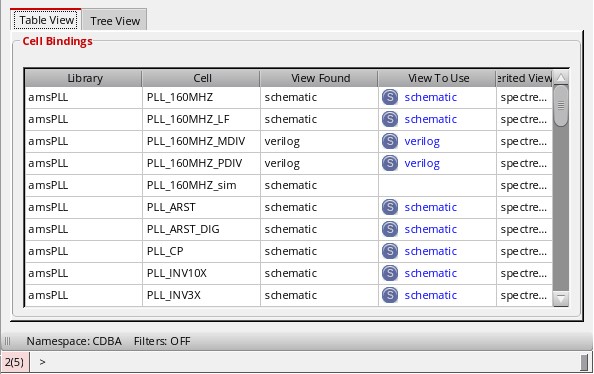 Table View Tree View
Cell Bindings
Library Cell View Found View To Use erited View
amsPLL PLL_160MHZ schematic S schematic spectre...
amsPLL PLL_160MHZ_LF schematic S schematic spectre...
amsPLL PLL_160MHZ_MDIV verilog S verilog spectre...
amsPLL PLL_160MHZ_PDIV verilog S verilog spectre...
amsPLL PLL_160MHZ_sim schematic spectre...
amsPLL PLL_ARST schematic S schematic spectre...
amsPLL PLL_ARST_DIG schematic S schematic spectre...
amsPLL PLL_CP schematic S schematic spectre...
amsPLL PLL_INV10X schematic S schematic spectre...
amsPLL PLL_INV3X schematic S schematic spectre...
Namespace: CDBA Filters: OFF
2(5) >